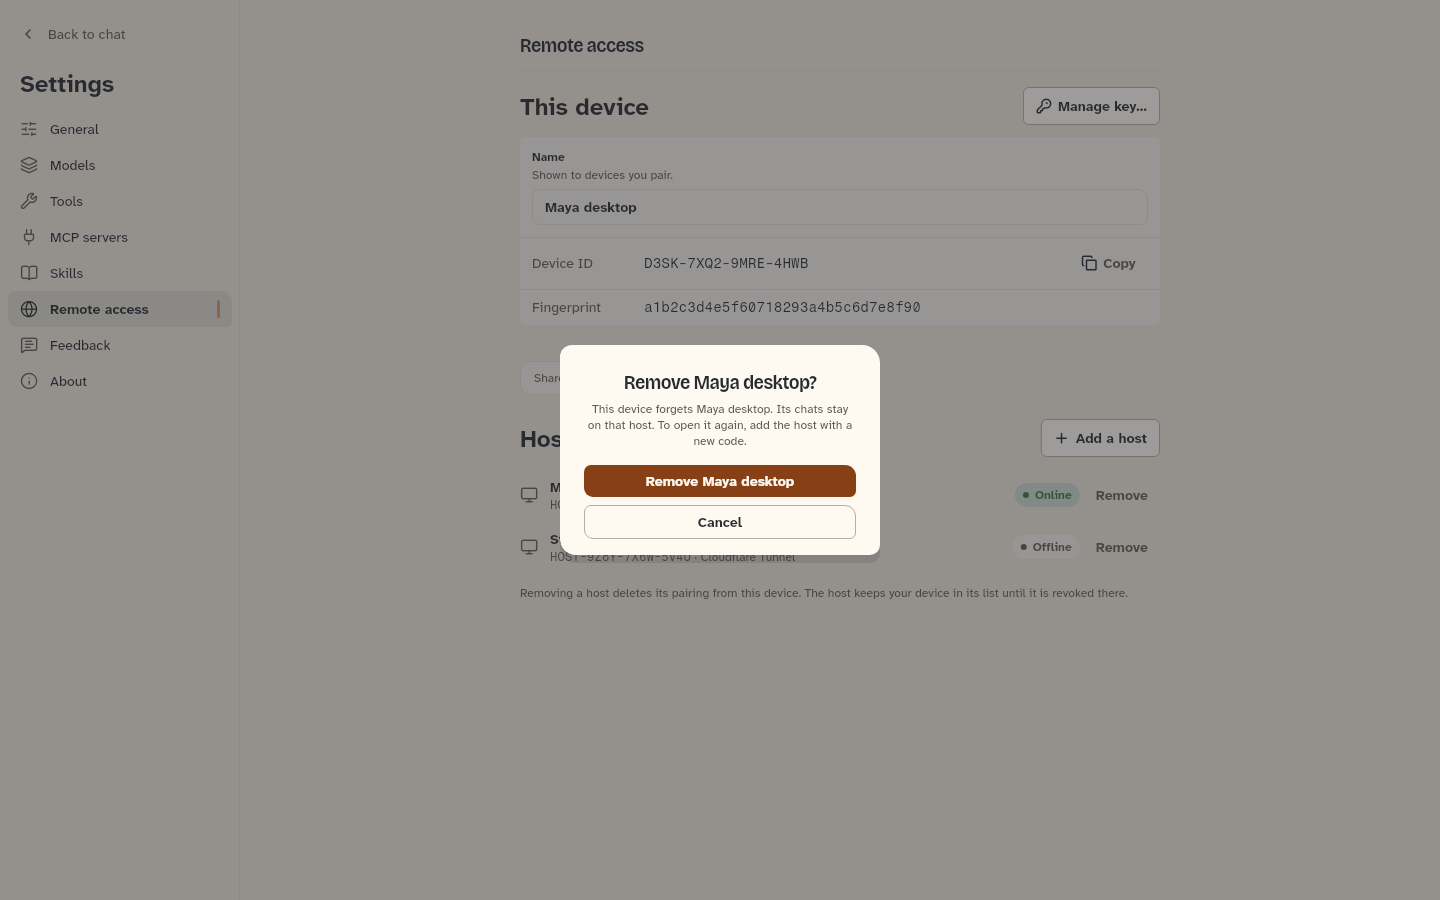 Back to chat
Settings
General
Models
Tools
MCP servers
Skills
Remote access
Feedback
About
Remote access
This device
Manage key...
Name
Shown to devices you pair.
Maya desktop
Device ID
D3SK-7XQ2-9MRE-4HWB
Copy
Fingerprint
a1b2c3d4e5f60718293a4b5c6d7e8f90
Add a host
Online
Remove
Offline
Remove
Cloudflare Tunnel
Removing a host deletes its pairing from this device. The host keeps your device in its list until it is revoked there.
Remove Maya desktop?
This device forgets Maya desktop. Its chats stay
on that host. To open it again, add the host with a
new code.
Remove Maya desktop
Cancel